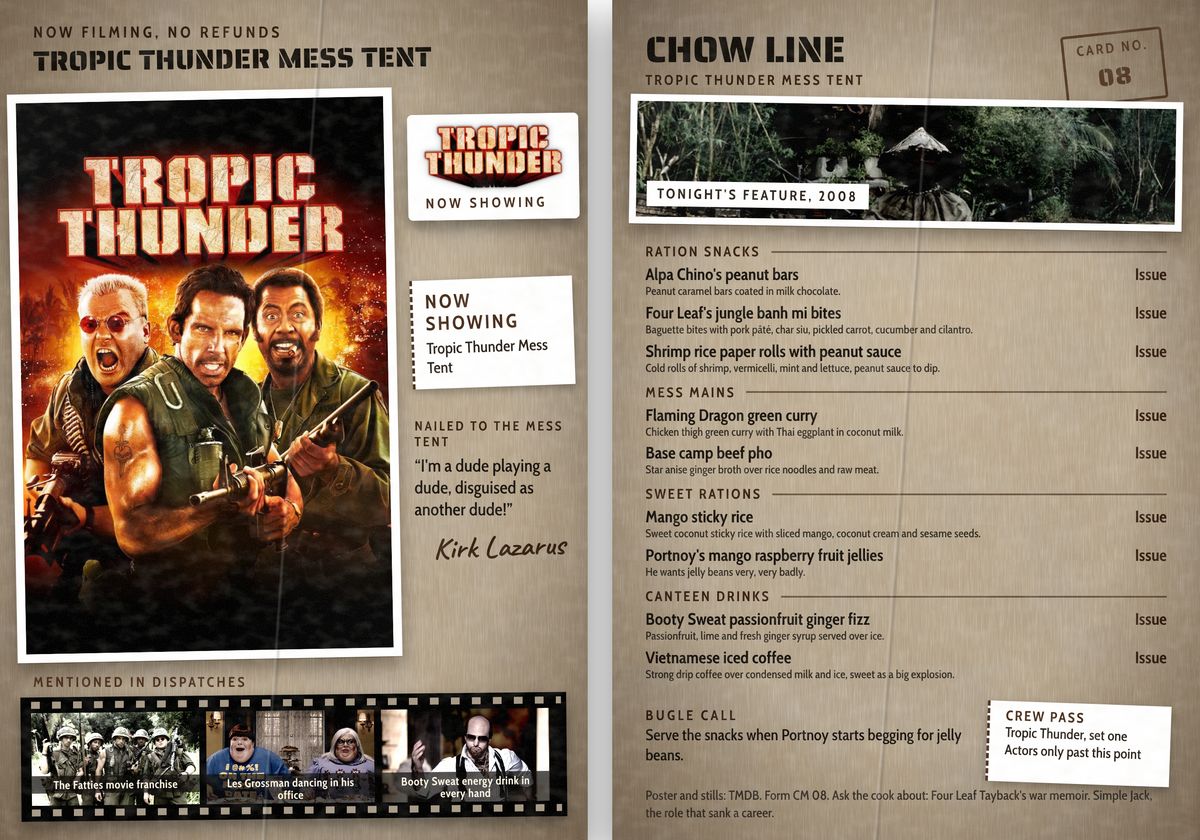 NOW FILMING, NO REFUNDS
TROPIC THUNDER MESS TENT
TROPIC
THUNDER
TROPIC
THUNDER
NOW SHOWING
NOW
SHOWING
Tropic Thunder Mess
Tent
NAILED TO THE MESS
TENT
“I'm a dude playing a
dude, disguised as
another dude!”
Kirk Lazarus
MENTIONED IN DISPATCHES
The Fatties movie franchise
Les Grossman dancing in his
office
Booty Sweat energy drink in
every hand
CHOW LINE
TROPIC THUNDER MESS TENT
CARD NO.
08
TONIGHT'S FEATURE, 2008
RATION SNACKS
Alpa Chino's peanut bars Issue
Peanut caramel bars coated in milk chocolate.
Four Leaf's jungle banh mi bites Issue
Baguette bites with pork pâté, char siu, pickled carrot, cucumber and cilantro.
Shrimp rice paper rolls with peanut sauce Issue
Cold rolls of shrimp, vermicelli, mint and lettuce, peanut sauce to dip.
MESS MAINS
Flaming Dragon green curry Issue
Chicken thigh green curry with Thai eggplant in coconut milk.
Base camp beef pho Issue
Star anise ginger broth over rice noodles and raw meat.
SWEET RATIONS
Mango sticky rice Issue
Sweet coconut sticky rice with sliced mango, coconut cream and sesame seeds.
Portnoy's mango raspberry fruit jellies Issue
He wants jelly beans very, very badly.
CANTEEN DRINKS
Booty Sweat passionfruit ginger fizz Issue
Passionfruit, lime and fresh ginger syrup served over ice.
Vietnamese iced coffee Issue
Strong drip coffee over condensed milk and ice, sweet as a big explosion.
BUGLE CALL
Serve the snacks when Portnoy starts begging for jelly
beans.
CREW PASS
Tropic Thunder, set one
Actors only past this point
Poster and stills: TMDB. Form CM 08. Ask the cook about: Four Leaf Tayback's war memoir. Simple Jack,
the role that sank a career.